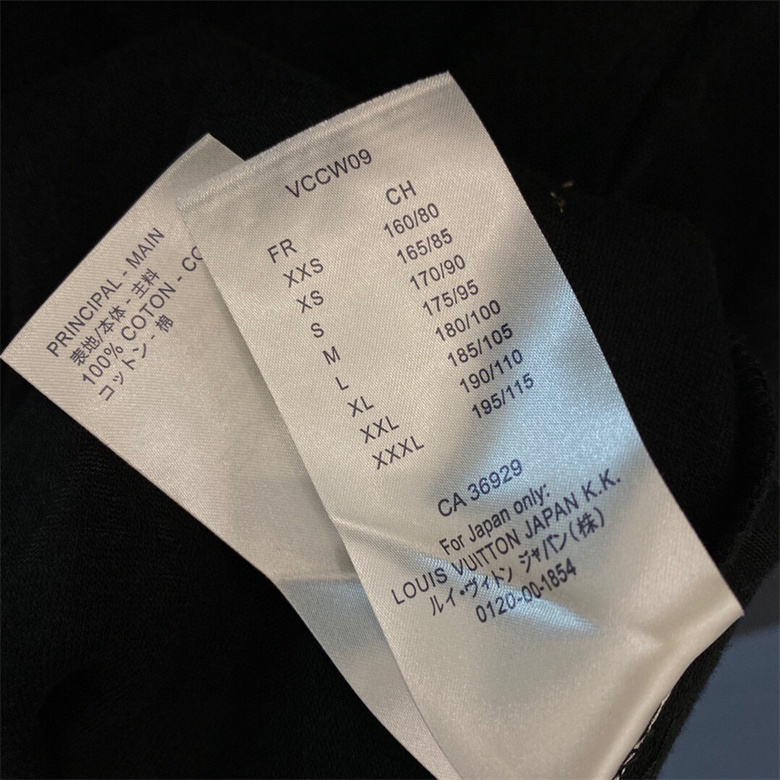 PRINCIPAL - MAIN
表地/本体 - 主料
100% COTON - CO
コットン - 棉
VCCW09
FR CH
XXS 160/80
XS 165/85
S 170/90
M 175/95
L 180/100
XL 185/105
XXL 190/110
XXXL 195/115
CA 36929
For Japan only:
LOUIS VUITTON JAPAN K.K.
ルイ・ヴィトン ジャパン(株)
0120-00-1854